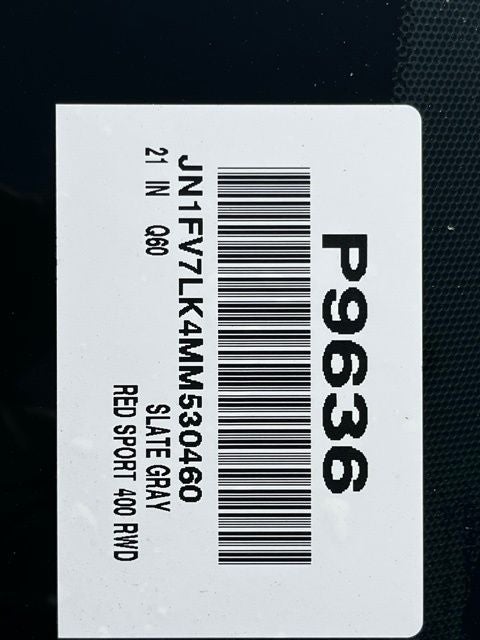 P9636
JN1FV7LK4MM530460
21 IN Q60 SLATE GRAY
RED SPORT 400 RWD